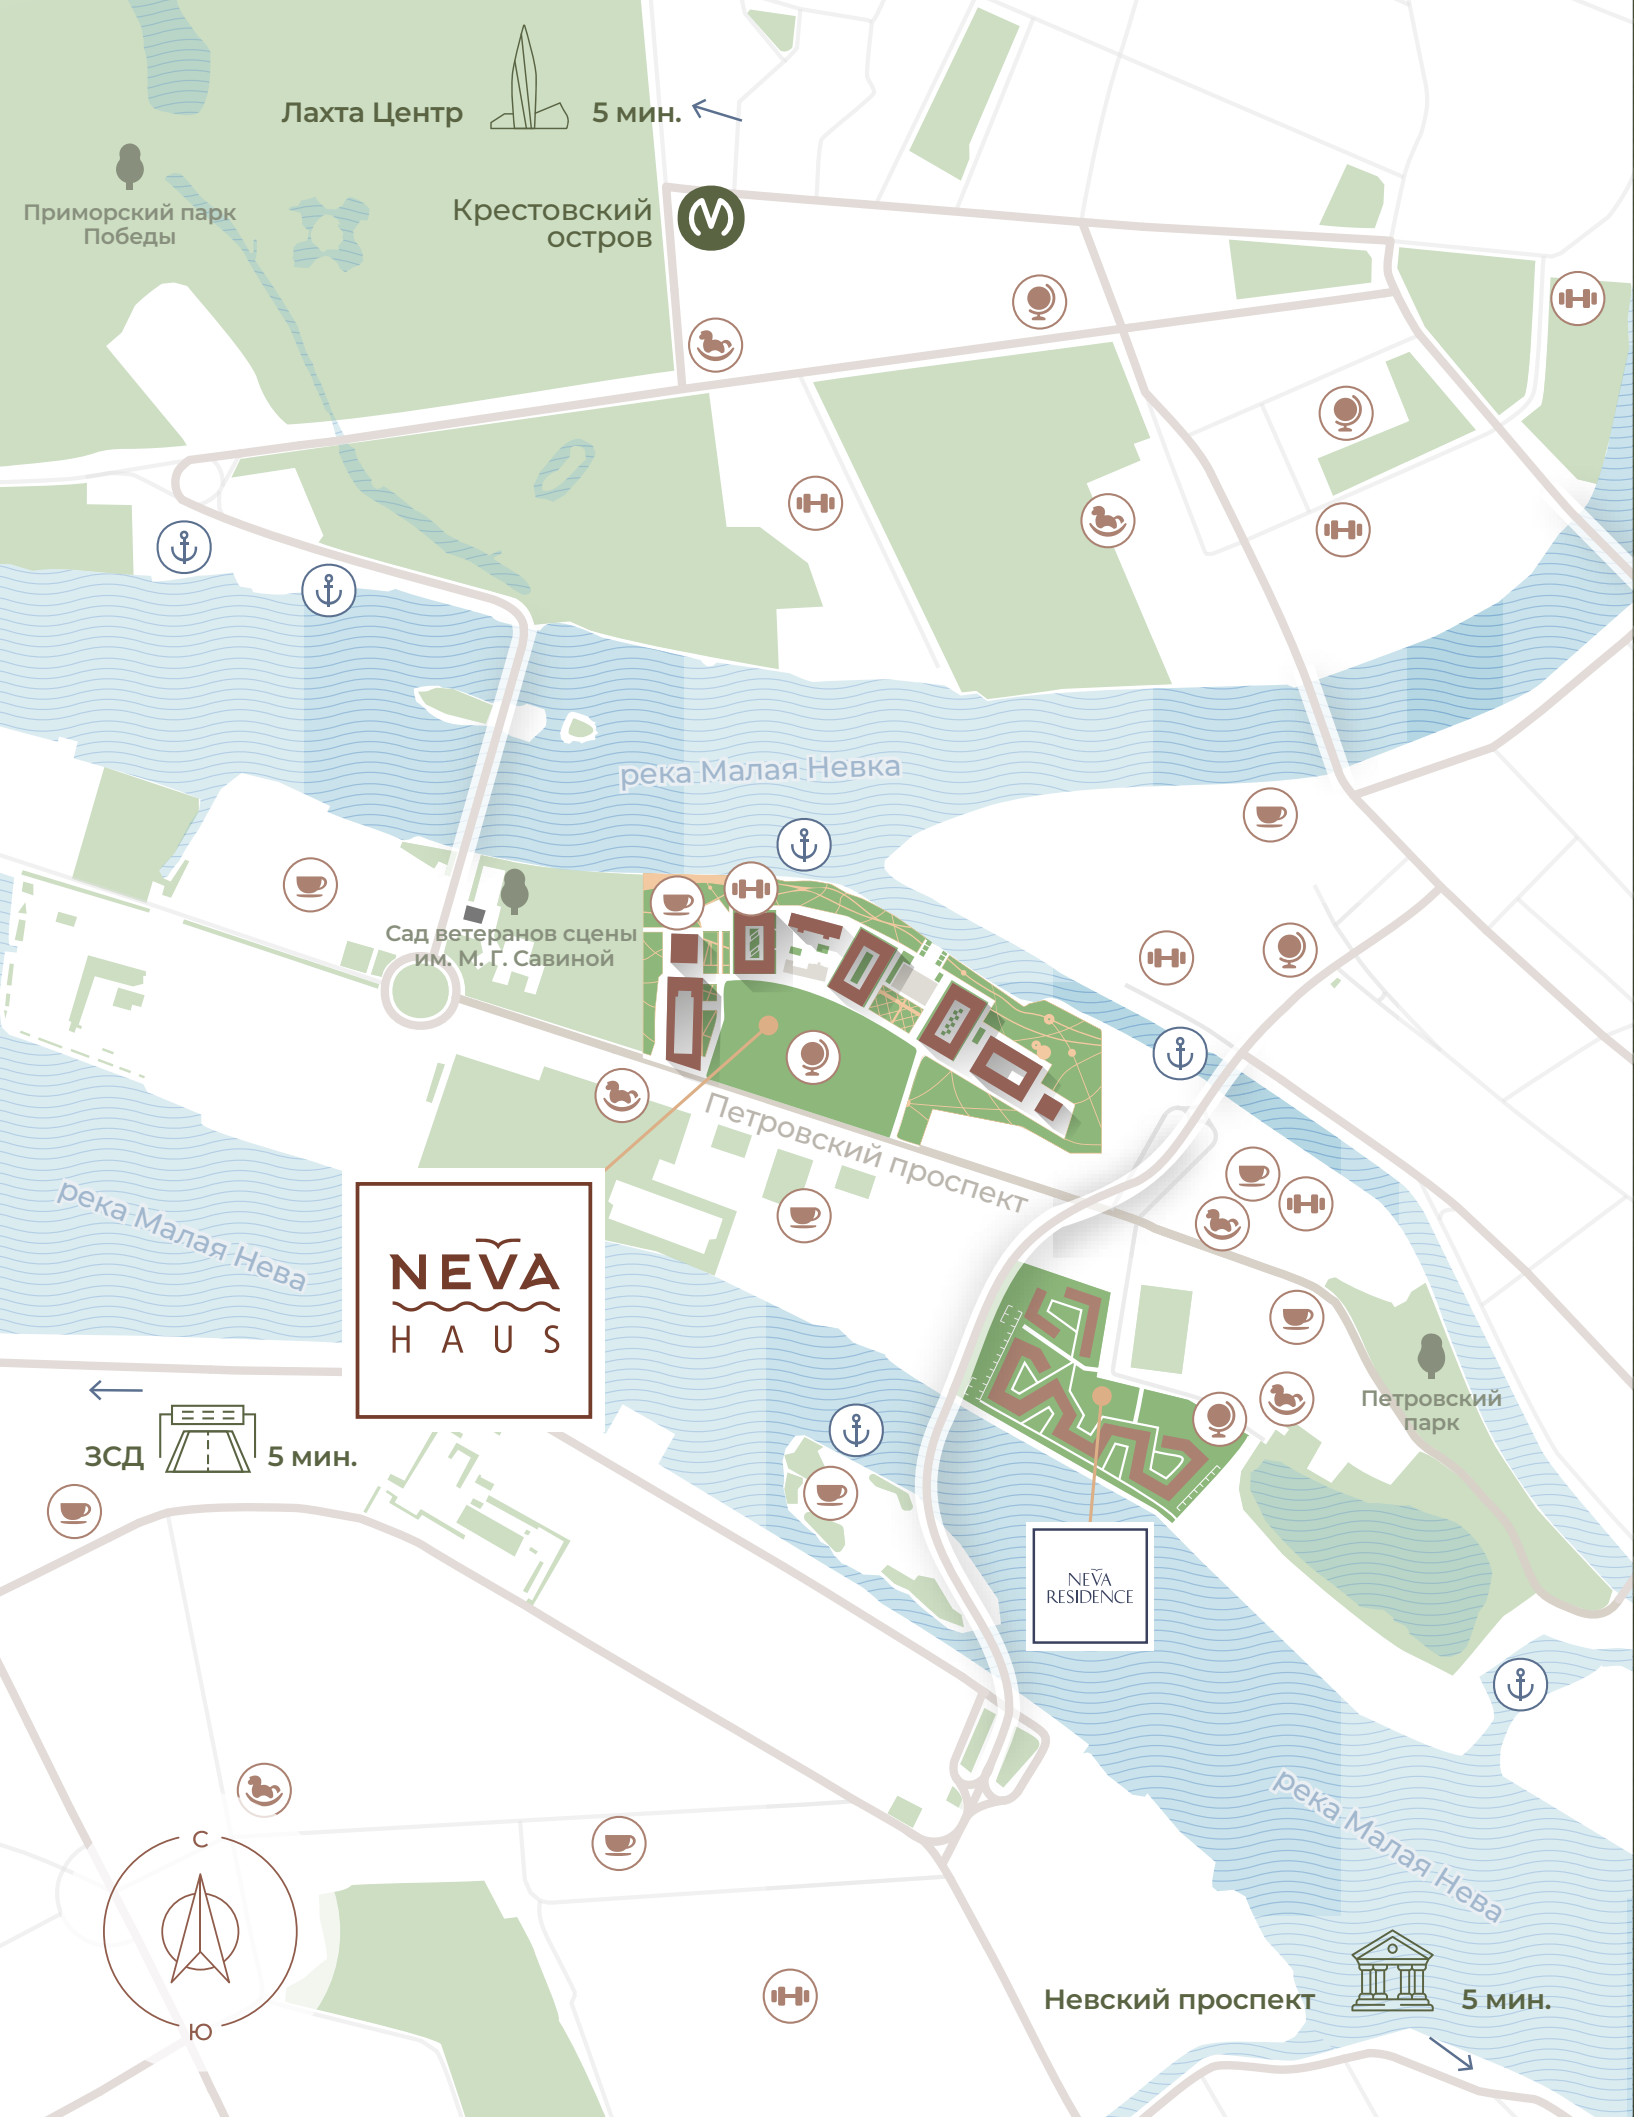 Лахта Центр
5 мин.
Приморский парк
Победы
Крестовский
остров
река Малая Невка
Сад ветеранов сцены
им. М. Г. Савиной
Петровский проспект
река Малая Нева
NEVA
HAUS
ЗСД
5 мин.
Петровский
парк
NEVA
RESIDENCE
река Малая Нева
С
Ю
Невский проспект
5 мин.